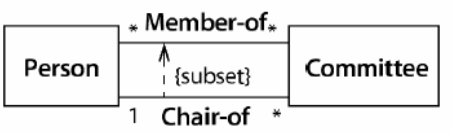 * Member-of *
Person
{subset}
Committee
1 Chair-of *